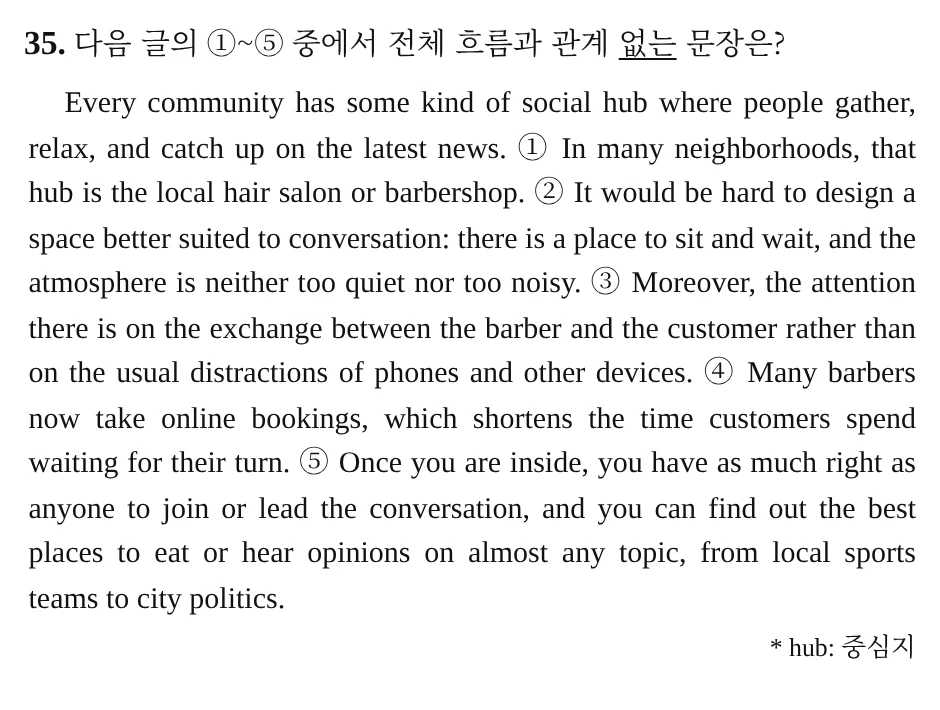 35. 다음 글의 ①~⑤ 중에서 전체 흐름과 관계 없는 문장은?
Every community has some kind of social hub where people gather,
relax, and catch up on the latest news. ① In many neighborhoods, that
hub is the local hair salon or barbershop. ② It would be hard to design a
space better suited to conversation: there is a place to sit and wait, and the
atmosphere is neither too quiet nor too noisy. ③ Moreover, the attention
there is on the exchange between the barber and the customer rather than
on the usual distractions of phones and other devices. ④ Many barbers
now take online bookings, which shortens the time customers spend
waiting for their turn. ⑤ Once you are inside, you have as much right as
anyone to join or lead the conversation, and you can find out the best
places to eat or hear opinions on almost any topic, from local sports
teams to city politics.
* hub: 중심지